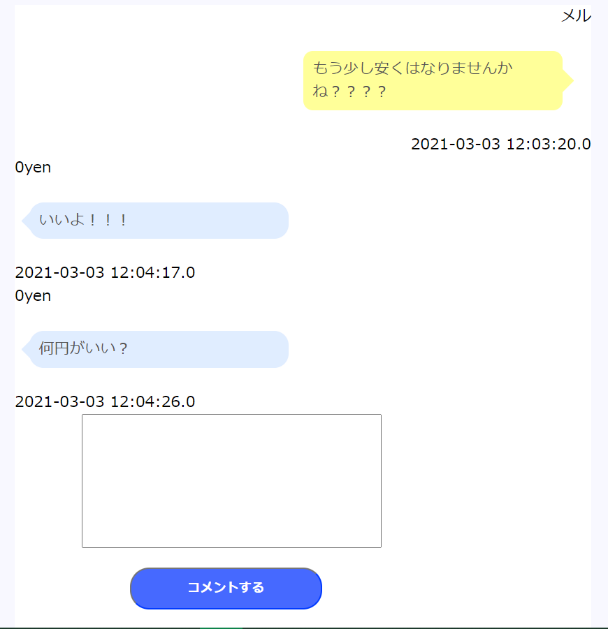 メル
もう少し安くはなりませんか
ね？？？？
2021-03-03 12:03:20.0
0yen
いいよ！！！
2021-03-03 12:04:17.0
0yen
何円がいい？
2021-03-03 12:04:26.0
コメントする